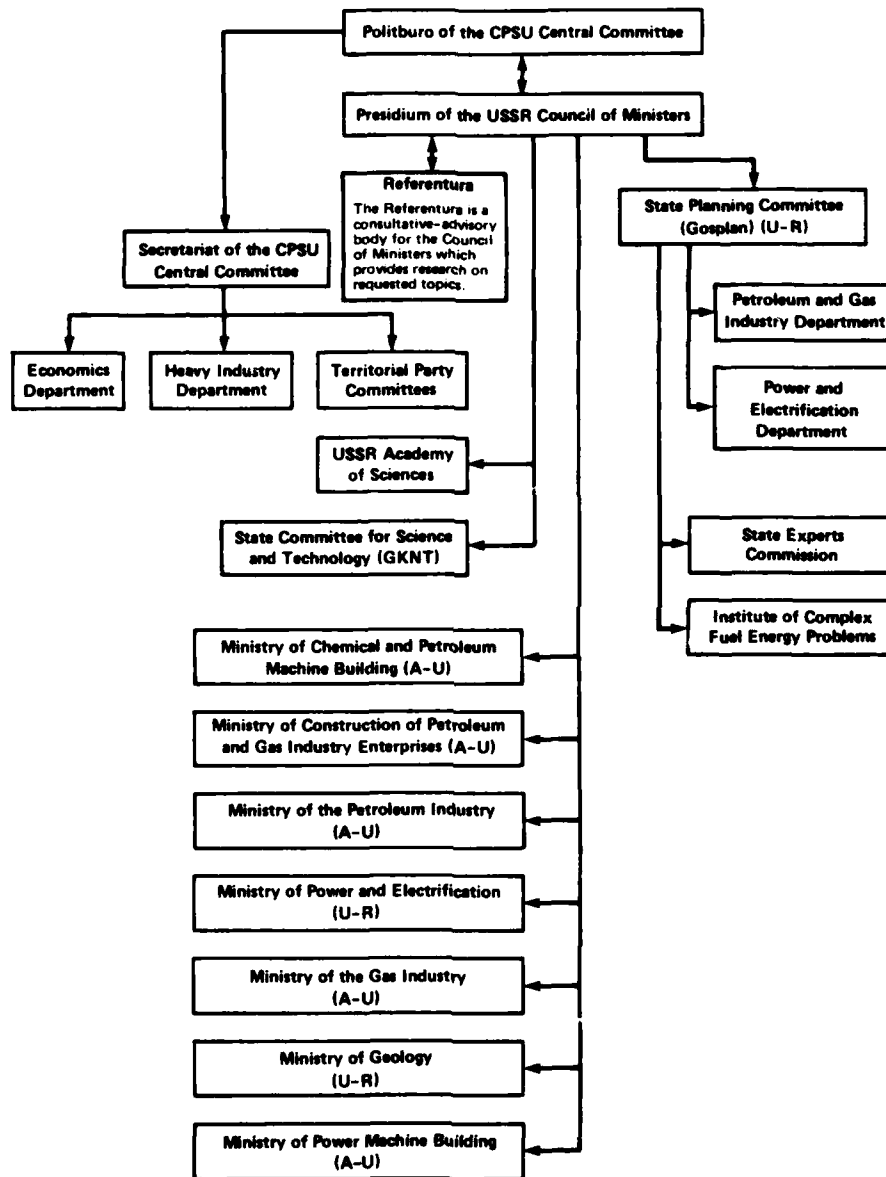 Politburo of the CPSU Central Committee
Presidium of the USSR Council of Ministers
Referentura
The Referentura is a
consultative-advisory
body for the Council
of Ministers which
provides research on
requested topics.
State Planning Committee
(Gosplan) (U-R)
Secretariat of the CPSU
Central Committee
Petroleum and Gas
Industry Department
Economics
Department
Heavy Industry
Department
Territorial Party
Committees
Power and
Electrification
Department
USSR Academy
of Sciences
State Committee for Science
and Technology (GKNT)
State Experts
Commission
Institute of Complex
Fuel Energy Problems
Ministry of Chemical and Petroleum
Machine Building (A-U)
Ministry of Construction of Petroleum
and Gas Industry Enterprises (A-U)
Ministry of the Petroleum Industry
(A-U)
Ministry of Power and Electrification
(U-R)
Ministry of the Gas Industry
(A-U)
Ministry of Geology
(U-R)
Ministry of Power Machine Building
(A-U)